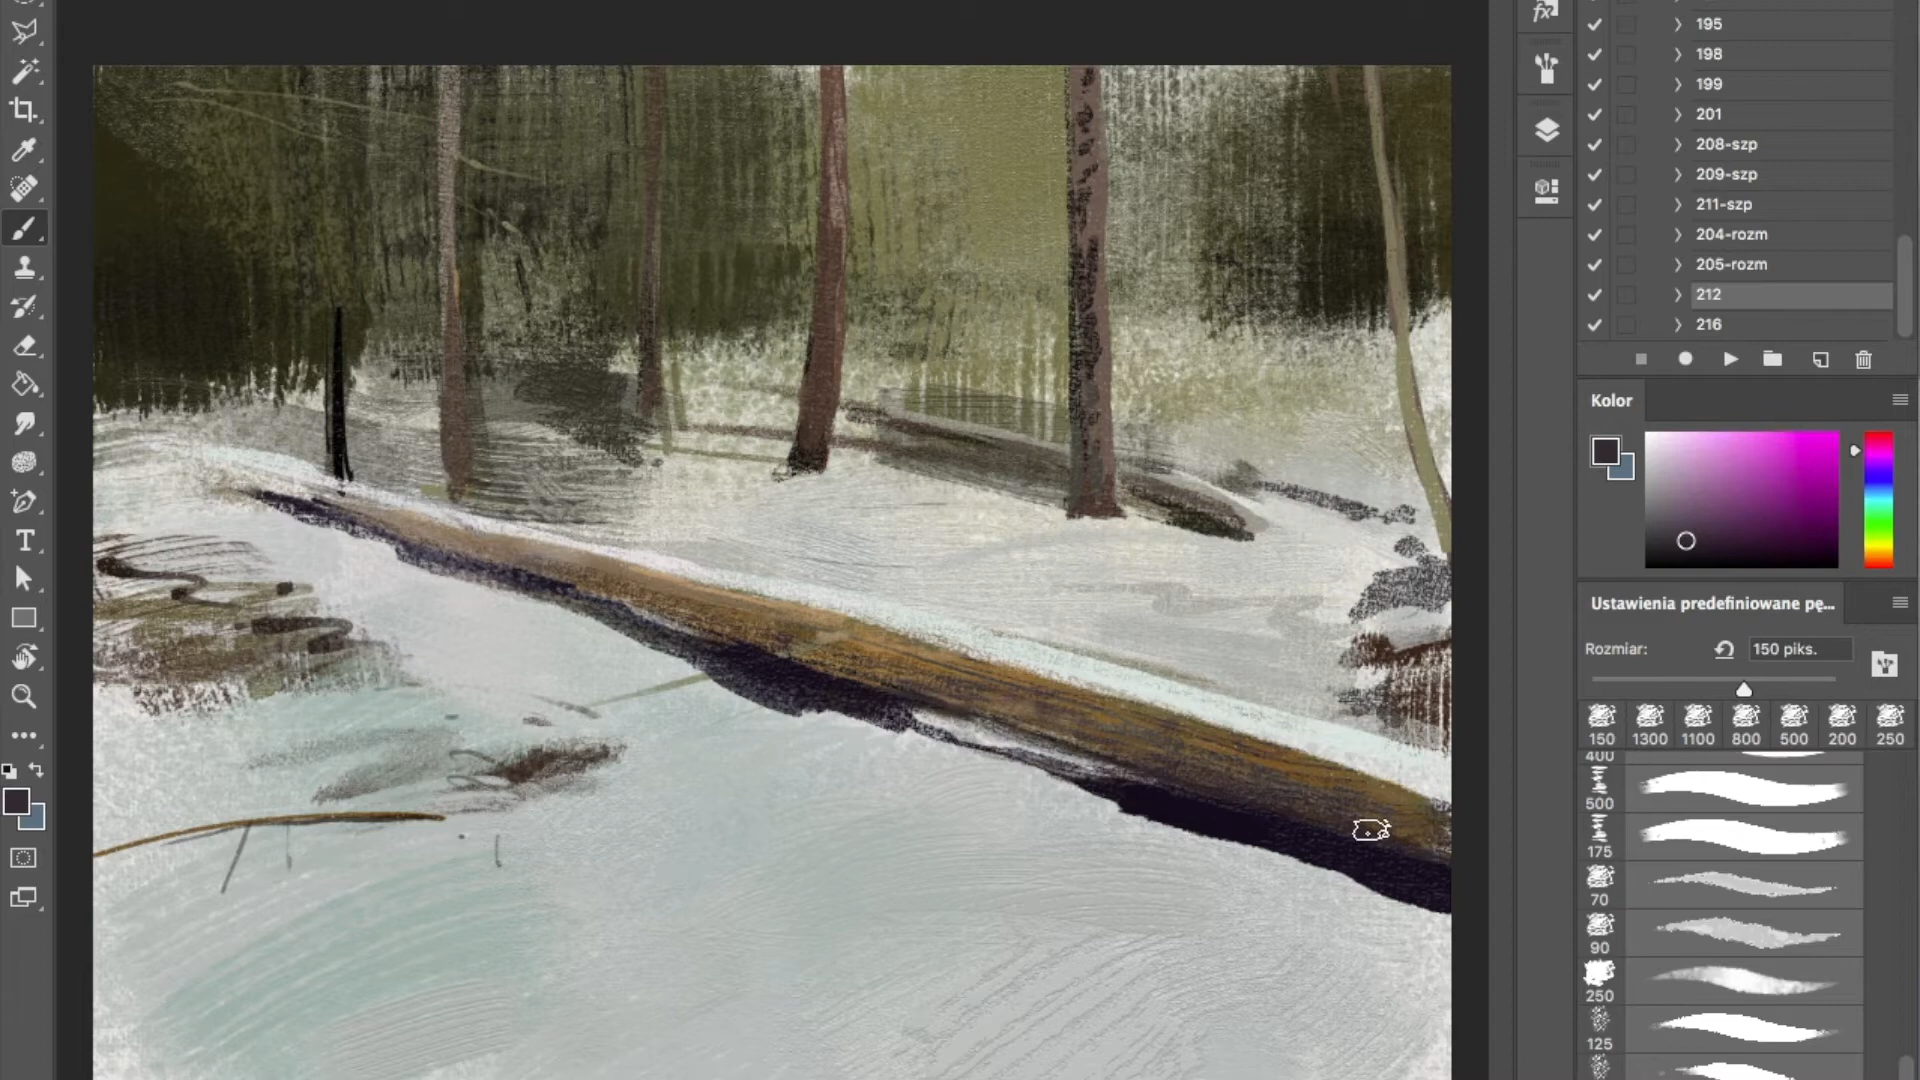 fx
195
198
199
201
208-szp
209-szp
211-szp
204-rozm
205-rozm
212
216
Kolor
Ustawienia predefiniowane pę...
Rozmiar:
150 piks.
150 1300 1100 800 500 200 250
400
500
175
70
90
250
125
T